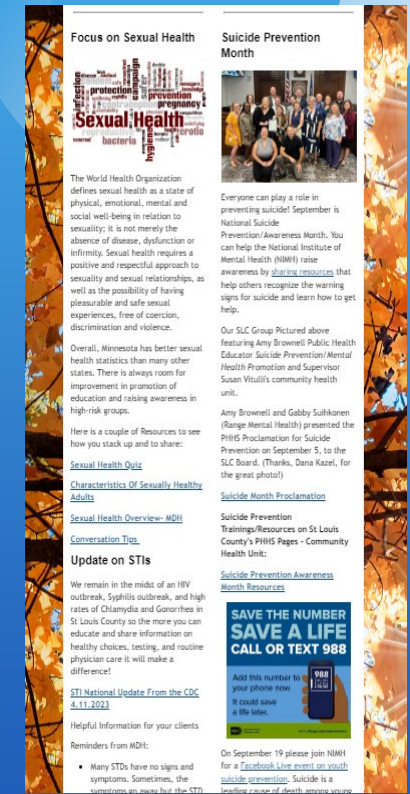 Focus on Sexual Health
infection
protection
campaign
safer
prevention
contraception
pregnancy
Sexual Health
reproductive
erotic
bacteria
hygiene
The World Health Organization
defines sexual health as a state of
physical, emotional, mental and
social well-being in relation to
sexuality; it is not merely the
absence of disease, dysfunction or
infirmity. Sexual health requires a
positive and respectful approach to
sexuality and sexual relationships, as
well as the possibility of having
pleasurable and safe sexual
experiences, free of coercion,
discrimination and violence.
Overall, Minnesota has better sexual
health statistics than many other
states. There is always room for
improvement in promotion of
education and raising awareness in
high-risk groups.
Here is a couple of Resources to see
how you stack up and to share:
Sexual Health Quiz
Characteristics Of Sexually Healthy
Adults
Sexual Health Overview- MDH
Conversation Tips
Update on STIs
We remain in the midst of an HIV
outbreak, Syphilis outbreak, and high
rates of Chlamydia and Gonorrhea in
St Louis County so the more you can
educate and share information on
healthy choices, testing, and routine
physician care it will make a
difference!
STI National Update From the CDC
4.11.2023
Helpful Information for your clients
Reminders from MDH:
• Many STDs have no signs and
symptoms. Sometimes, the
symptoms go away but the STD
Suicide Prevention
Month
Everyone can play a role in
preventing suicide! September is
National Suicide
Prevention/Awareness Month. You
can help the National Institute of
Mental Health (NIMH) raise
awareness by sharing resources that
help others recognize the warning
signs for suicide and learn how to get
help.
Our SLC Group Pictured above
featuring Amy Brownell Public Health
Educator Suicide Prevention/Mental
Health Promotion and Supervisor
Susan Vitulli's community health
unit.
Amy Brownell and Gabby Suihkonen
(Range Mental Health) presented the
PHHS Proclamation for Suicide
Prevention on September 5, to the
SLC Board. (Thanks, Dana Kazel, for
the great photo!)
Suicide Month Proclamation
Suicide Prevention
Trainings/Resources on St Louis
County's PHHS Pages - Community
Health Unit:
Suicide Prevention Awareness
Month Resources
SAVE THE NUMBER
SAVE A LIFE
CALL OR TEXT 988
Add this number to
your phone now.
It could save
a life later.
988
On September 19 please join NIMH
for a Facebook Live event on youth
suicide prevention. Suicide is a
leading cause of death among young